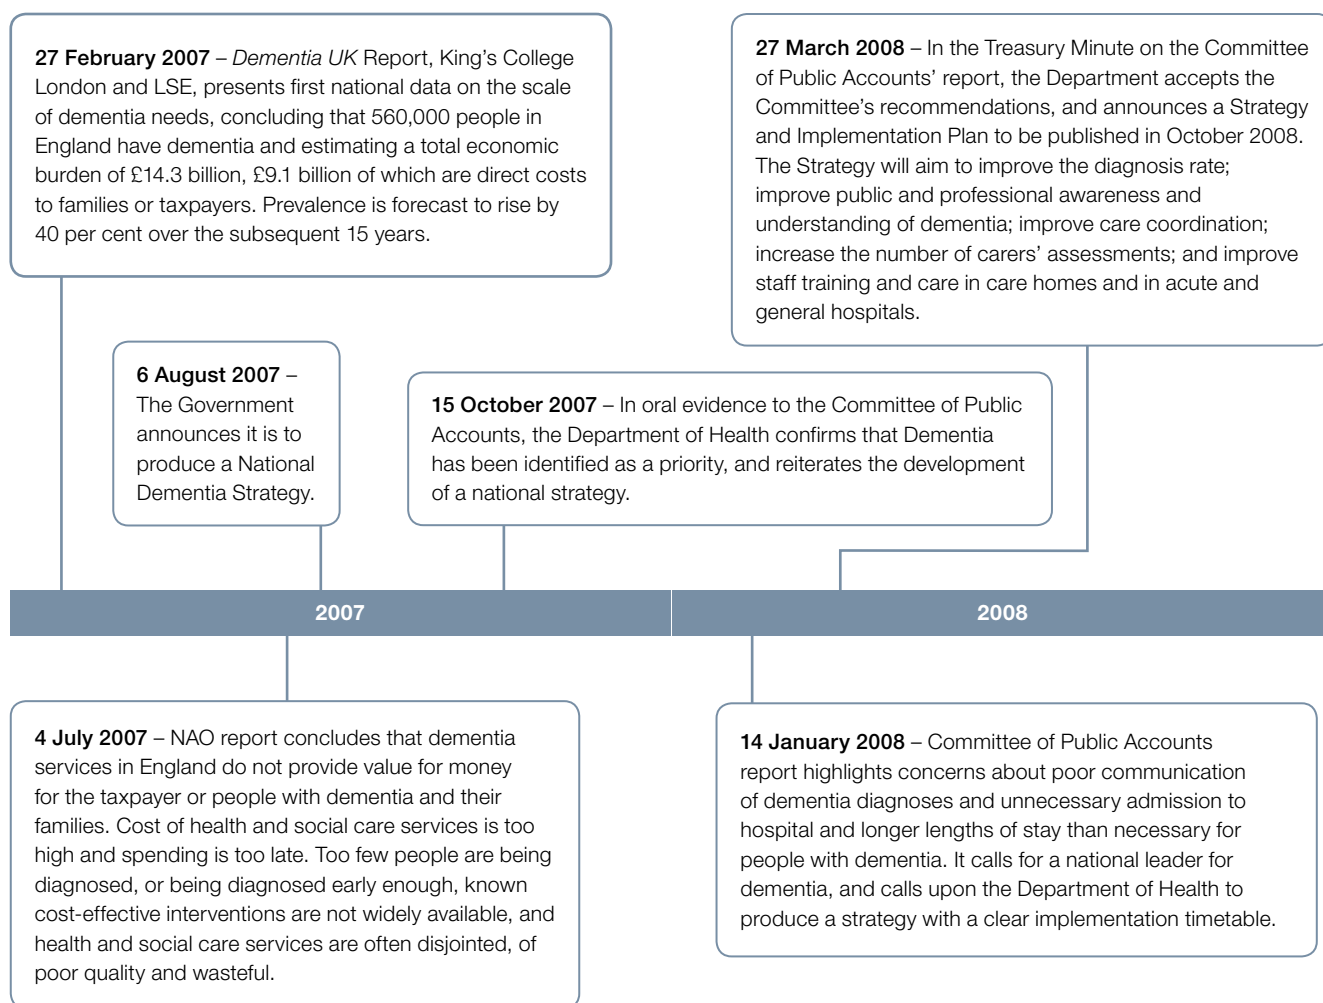 27 February 2007 – Dementia UK Report, King’s College
London and LSE, presents first national data on the scale
of dementia needs, concluding that 560,000 people in
England have dementia and estimating a total economic
burden of £14.3 billion, £9.1 billion of which are direct costs
to families or taxpayers. Prevalence is forecast to rise by
40 per cent over the subsequent 15 years.
27 March 2008 – In the Treasury Minute on the Committee
of Public Accounts’ report, the Department accepts the
Committee’s recommendations, and announces a Strategy
and Implementation Plan to be published in October 2008.
The Strategy will aim to improve the diagnosis rate;
improve public and professional awareness and
understanding of dementia; improve care coordination;
increase the number of carers’ assessments; and improve
staff training and care in care homes and in acute and
general hospitals.
6 August 2007 –
The Government
announces it is to
produce a National
Dementia Strategy.
15 October 2007 – In oral evidence to the Committee of Public
Accounts, the Department of Health confirms that Dementia
has been identified as a priority, and reiterates the development
of a national strategy.
2007
2008
4 July 2007 – NAO report concludes that dementia
services in England do not provide value for money
for the taxpayer or people with dementia and their
families. Cost of health and social care services is too
high and spending is too late. Too few people are being
diagnosed, or being diagnosed early enough, known
cost-effective interventions are not widely available, and
health and social care services are often disjointed, of
poor quality and wasteful.
14 January 2008 – Committee of Public Accounts
report highlights concerns about poor communication
of dementia diagnoses and unnecessary admission to
hospital and longer lengths of stay than necessary for
people with dementia. It calls for a national leader for
dementia, and calls upon the Department of Health to
produce a strategy with a clear implementation timetable.